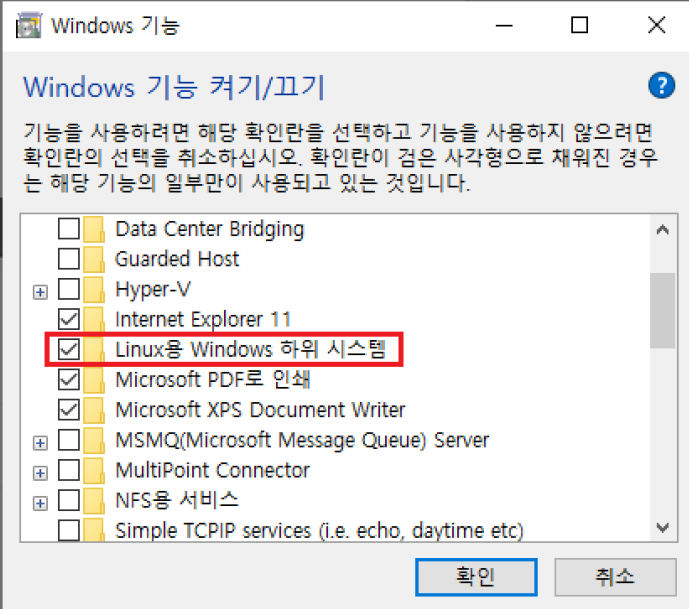 Windows 기능
Windows 기능 켜기/끄기
기능을 사용하려면 해당 확인란을 선택하고 기능을 사용하지 않으려면
확인란의 선택을 취소하십시오. 확인란이 검은 사각형으로 채워진 경우
는 해당 기능의 일부만이 사용되고 있는 것입니다.
Data Center Bridging
Guarded Host
Hyper-V
Internet Explorer 11
Linux용 Windows 하위 시스템
Microsoft PDF로 인쇄
Microsoft XPS Document Writer
MSMQ(Microsoft Message Queue) Server
MultiPoint Connector
NFS용 서비스
Simple TCPIP services (i.e. echo, daytime etc)
확인 취소